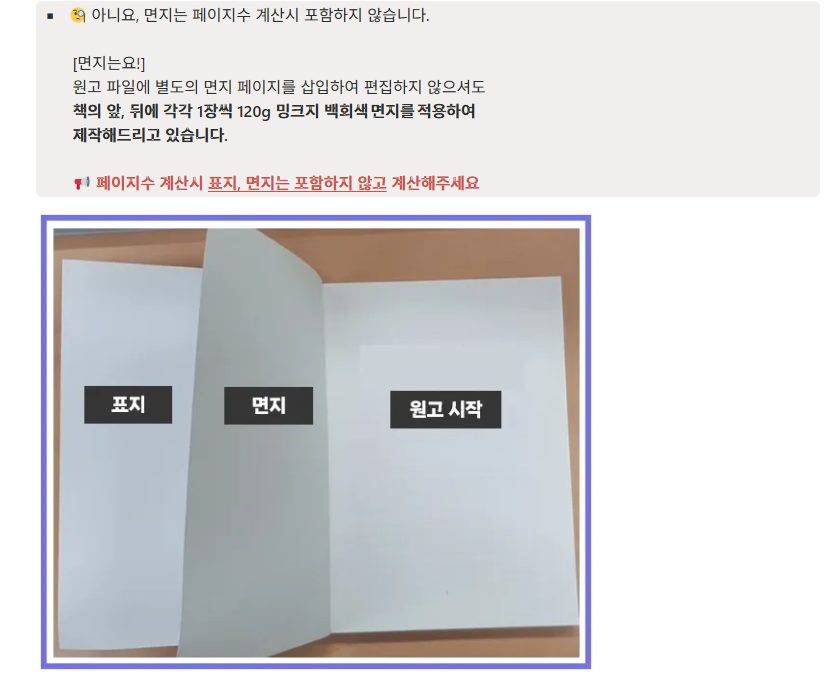 🧐 아니요, 면지는 페이지수 계산시 포함하지 않습니다.
[면지는요!]
원고 파일에 별도의 면지 페이지를 삽입하여 편집하지 않으셔도
책의 앞, 뒤에 각각 1장씩 120g 밍크지 백회색 면지를 적용하여
제작해드리고 있습니다.
📢 페이지수 계산시 표지, 면지는 포함하지 않고 계산해주세요
표지
면지
원고 시작